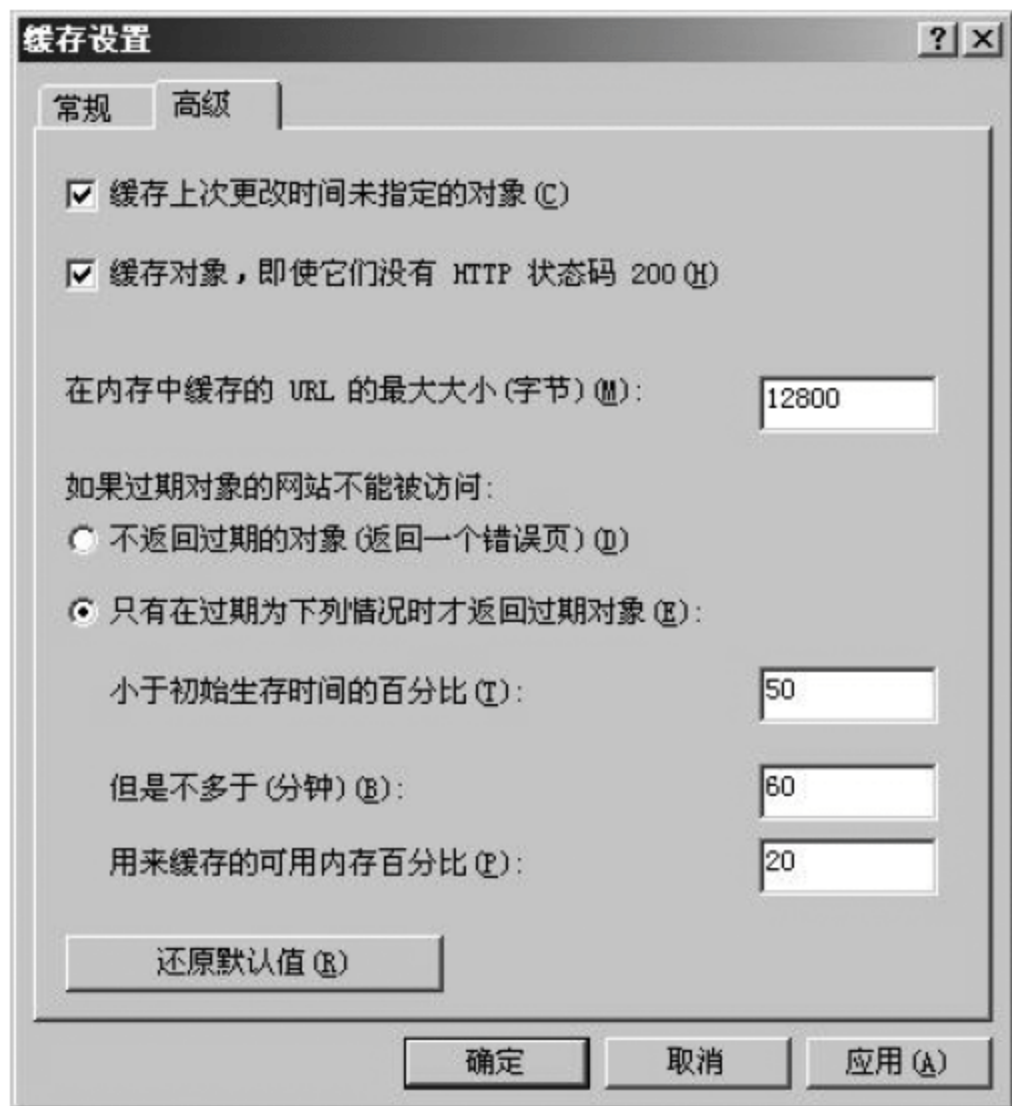 缓存设置
常规 高级
缓存上次更改时间未指定的对象(C)
缓存对象，即使它们没有 HTTP 状态码 200(H)
在内存中缓存的 URL 的最大大小(字节)(M): 12800
如果过期对象的网站不能被访问:
不返回过期的对象(返回一个错误页)(D)
只有在过期为下列情况时才返回过期对象(E):
小于初始生存时间的百分比(T): 50
但是不多于(分钟)(B): 60
用来缓存的可用内存百分比(P): 20
还原默认值(R)
确定 取消 应用(A)